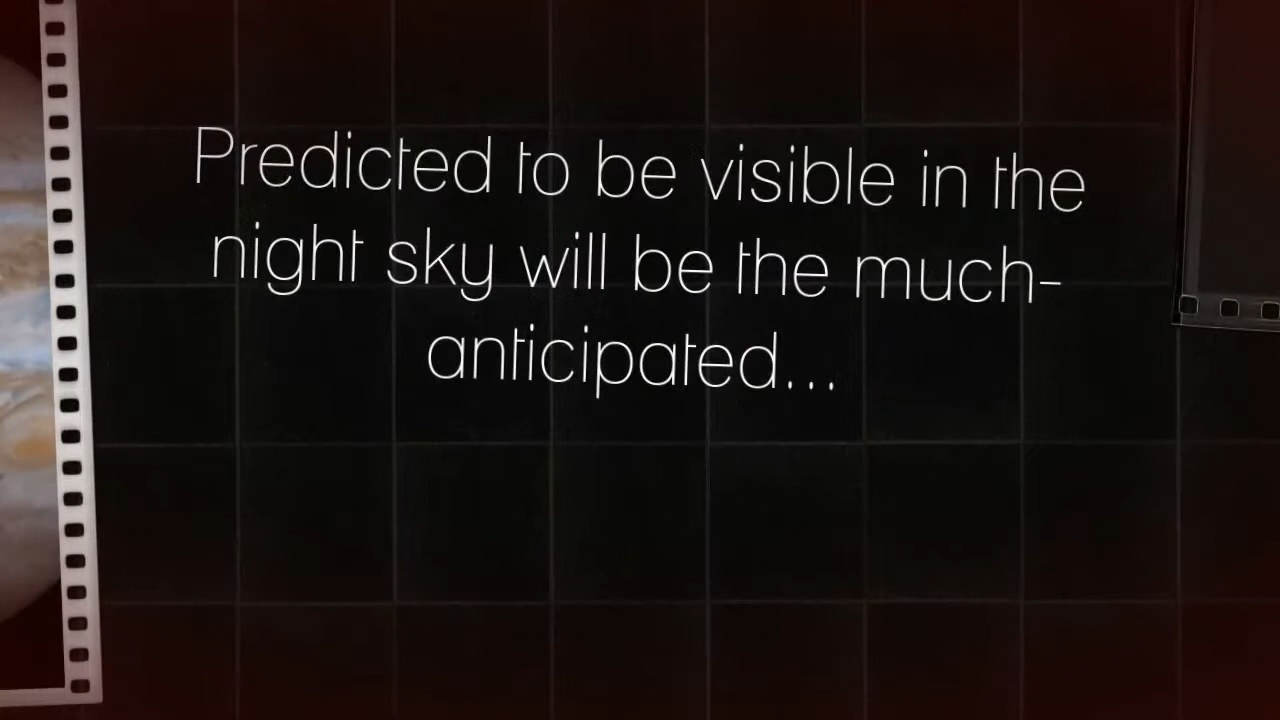 Predicted to be visible in the
night sky will be the much-
anticipated...